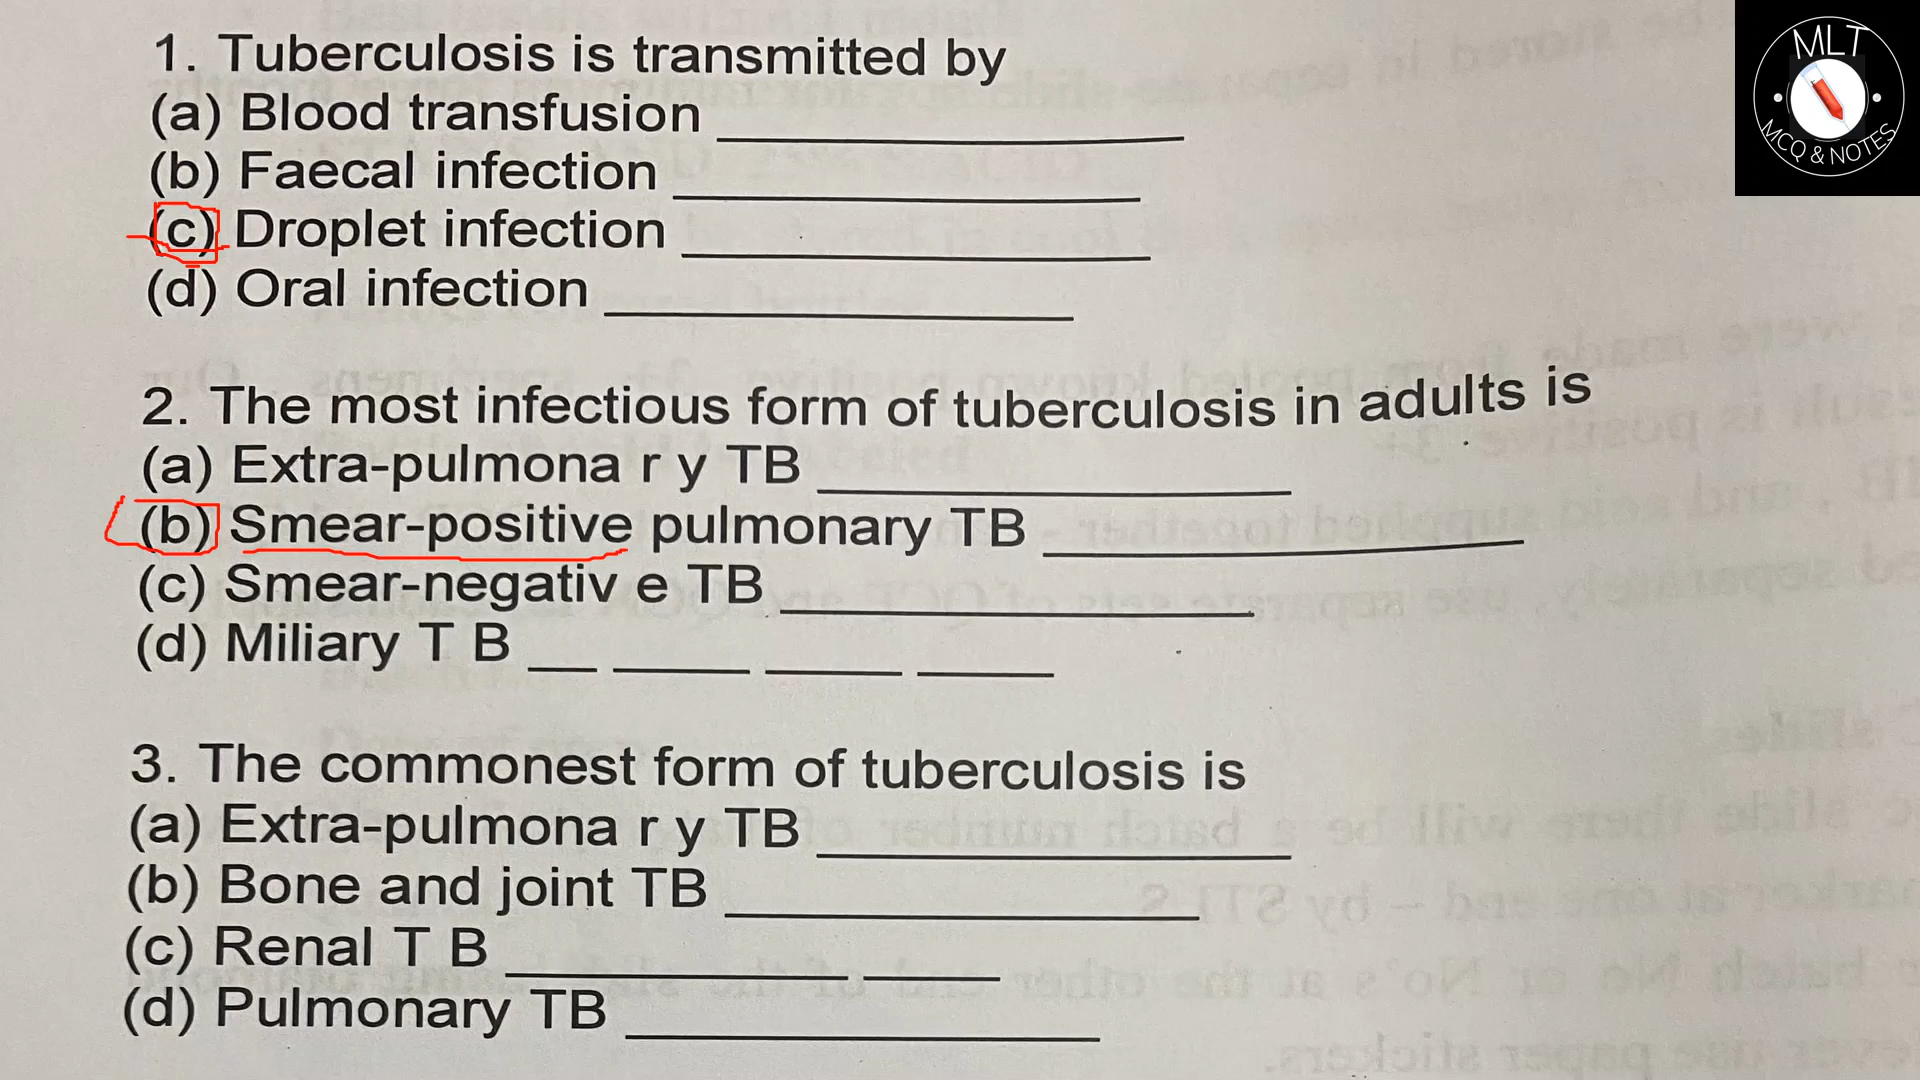 1. Tuberculosis is transmitted by
(a) Blood transfusion
(b) Faecal infection
(c) Droplet infection
(d) Oral infection
2. The most infectious form of tuberculosis in adults is
(a) Extra-pulmona r y TB
(b) Smear-positive pulmonary TB
(c) Smear-negativ e TB
(d) Miliary T B
3. The commonest form of tuberculosis is
(a) Extra-pulmona r y TB
(b) Bone and joint TB
(c) Renal T B
(d) Pulmonary TB
MLT
MCQ & NOTES